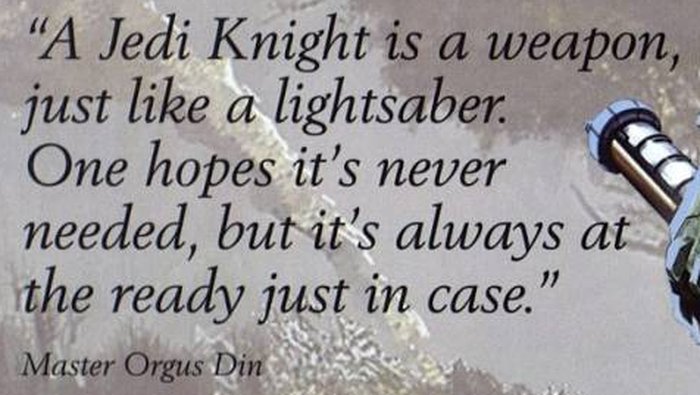 “A Jedi Knight is a weapon,
just like a lightsaber.
One hopes it’s never
needed, but it’s always at
the ready just in case.”
Master Orgus Din